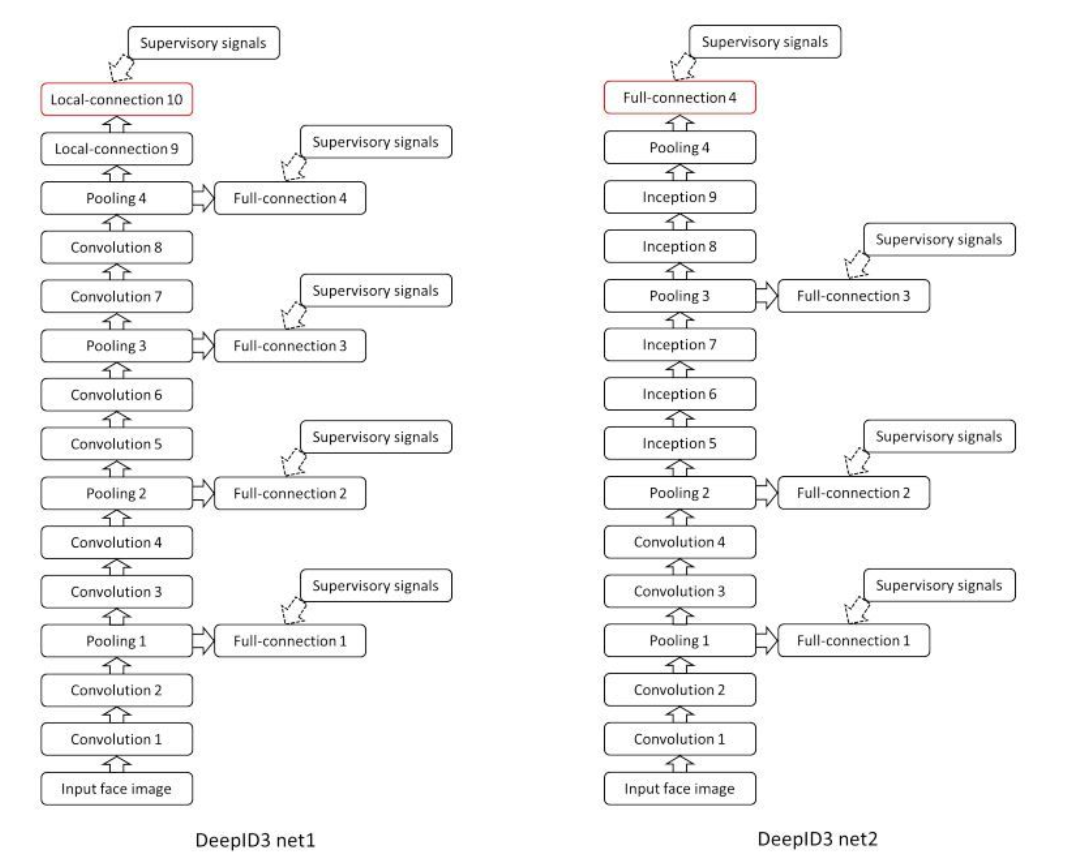 Supervisory signals
Local-connection 10
Local-connection 9
Supervisory signals
Pooling 4
Full-connection 4
Convolution 8
Convolution 7
Supervisory signals
Pooling 3
Full-connection 3
Convolution 6
Convolution 5
Supervisory signals
Pooling 2
Full-connection 2
Convolution 4
Convolution 3
Supervisory signals
Pooling 1
Full-connection 1
Convolution 2
Convolution 1
Input face image
DeepID3 net1
Supervisory signals
Full-connection 4
Pooling 4
Inception 9
Inception 8
Supervisory signals
Pooling 3
Full-connection 3
Inception 7
Inception 6
Inception 5
Supervisory signals
Pooling 2
Full-connection 2
Convolution 4
Convolution 3
Supervisory signals
Pooling 1
Full-connection 1
Convolution 2
Convolution 1
Input face image
DeepID3 net2